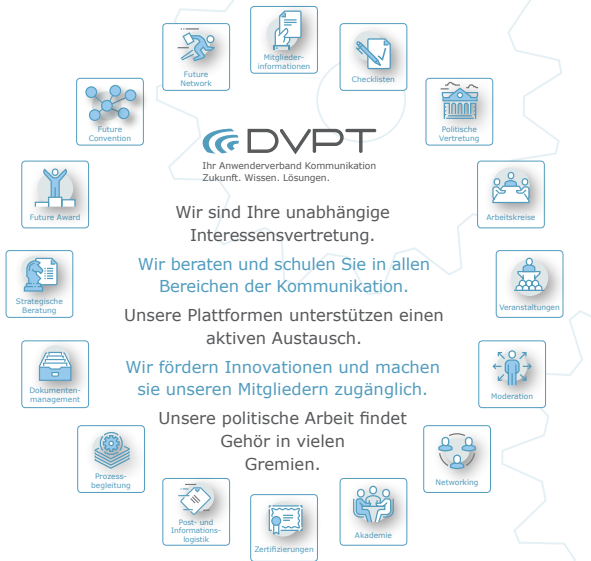 Mitglieder-
informationen
Future
Network
Checklisten
Future
Convention
Politische
Vertretung
DVPT
Ihr Anwenderverband Kommunikation
Zukunft. Wissen. Lösungen.
Future Award
Arbeitskreise
Wir sind Ihre unabhängige
Interessensvertretung.
Wir beraten und schulen Sie in allen
Bereichen der Kommunikation.
Strategische
Beratung
Veranstaltungen
Unsere Plattformen unterstützen einen
aktiven Austausch.
Wir fördern Innovationen und machen
sie unseren Mitgliedern zugänglich.
Dokumenten-
management
Moderation
Unsere politische Arbeit findet
Gehör in vielen
Gremien.
Prozess-
begleitung
Networking
Post- und
Informations-
logistik
Zertifizierungen
Akademie